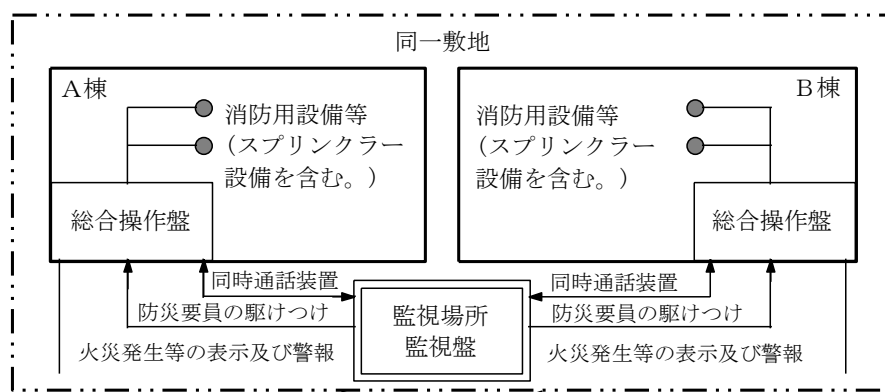 同一敷地
A棟
消防用設備等
(スプリンクラー
設備を含む。)
総合操作盤
B棟
消防用設備等
(スプリンクラー
設備を含む。)
総合操作盤
同時通話装置
防災要員の駆けつけ
火災発生等の表示及び警報
監視場所
監視盤
同時通話装置
防災要員の駆けつけ
火災発生等の表示及び警報